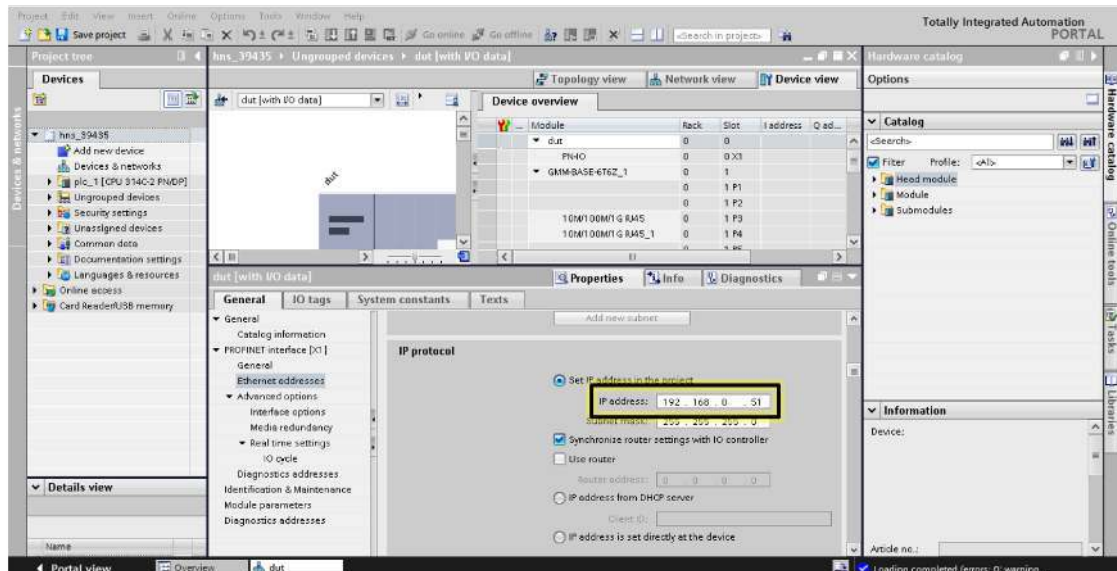 Project Edit View Insert Online Options Tools Window Help
Totally Integrated Automation
PORTAL
Save project
Go online
Go offline
<Search in project>
Project tree
hns_39435 ▸ Ungrouped devices ▸ dut [with I/O data]
Hardware catalog
Devices
Topology view
Network view
Device view
Options
dut [with I/O data]
Device overview
Module Rack Slot I address Q ad...
Catalog
hns_39435
dut 0 0
<Search>
Add new device
PN-IO 0 0 X1
Filter Profile: <All>
Devices & networks
GMM-BASE-6T6Z_1 0 1
Head module
plc_1 [CPU 314C-2 PN/DP]
0 1 P1
Module
Ungrouped devices
0 1 P2
Submodules
Security settings
10M/100M/1G RJ45 0 1 P3
Unassigned devices
10M/100M/1G RJ45_1 0 1 P4
Common data
0 1 P5
dut
Documentation settings
Languages & resources
Online access
Card Reader/USB memory
dut [with I/O data]
Properties
Info
Diagnostics
General
IO tags
System constants
Texts
General
Catalog information
PROFINET interface [X1]
General
Ethernet addresses
Advanced options
Interface options
Media redundancy
Real time settings
IO cycle
Diagnostics addresses
Identification & Maintenance
Module parameters
Diagnostics addresses
Add new subnet
IP protocol
Set IP address in the project
IP address: 192 . 168 . 0 . 51
Subnet mask: 255 . 255 . 255 . 0
Synchronize router settings with IO controller
Use router
Router address: 0 . 0 . 0 . 0
IP address from DHCP server
Client ID:
IP address is set directly at the device
Information
Device:
Article no.:
Details view
Name
Devices & networks
Hardware catalog
Online tools
Tasks
Libraries
Portal view
Overview
dut
Loading completed (errors: 0; warning